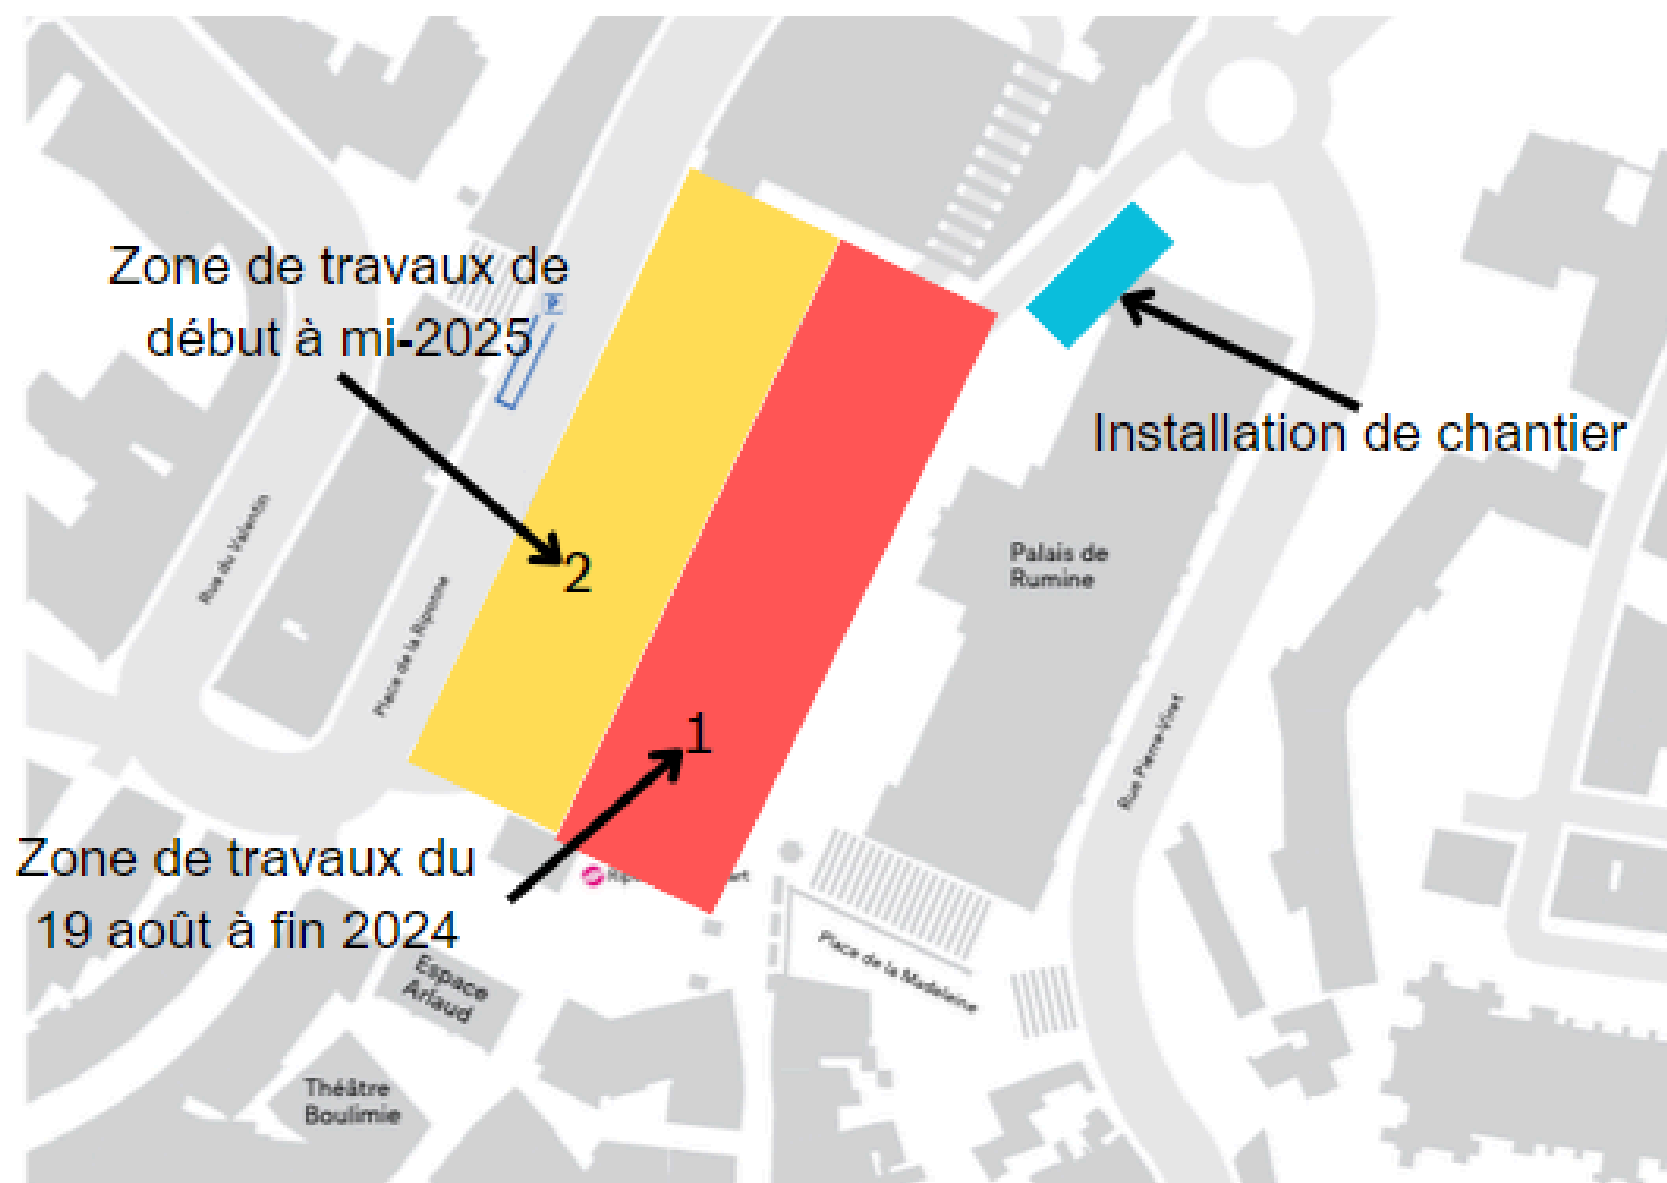 Zone de travaux de
début à mi-2025
P
Installation de chantier
2
Rue du Valentin
Palais de
Rumine
Place de la Riponne
1
Rue Pierre-Viret
Zone de travaux du
19 août à fin 2024
Place de la Madeleine
Espace
Arlaud
Théâtre
Boulimie